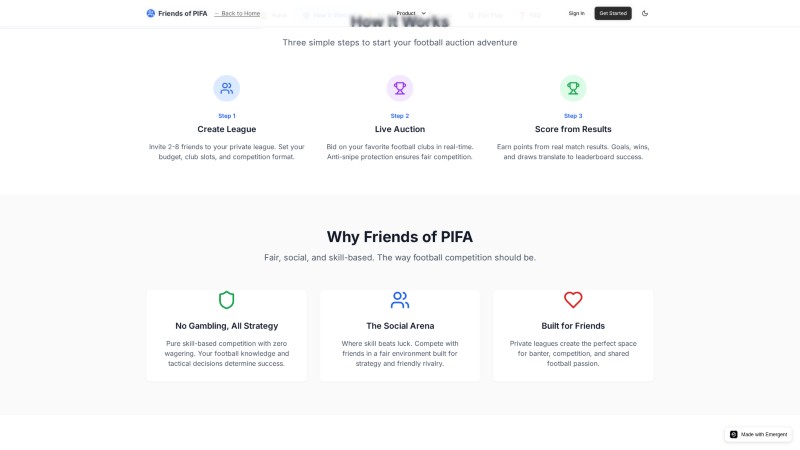 Friends of PIFA
← Back to Home
Product
Sign In
Get Started
How It Works
Three simple steps to start your football auction adventure
Step 1
Create League
Invite 2-8 friends to your private league. Set your
budget, club slots, and competition format.
Step 2
Live Auction
Bid on your favorite football clubs in real-time.
Anti-snipe protection ensures fair competition.
Step 3
Score from Results
Earn points from real match results. Goals, wins,
and draws translate to leaderboard success.
Why Friends of PIFA
Fair, social, and skill-based. The way football competition should be.
No Gambling, All Strategy
Pure skill-based competition with zero
wagering. Your football knowledge and
tactical decisions determine success.
The Social Arena
Where skill beats luck. Compete with
friends in a fair environment built for
strategy and friendly rivalry.
Built for Friends
Private leagues create the perfect space
for banter, competition, and shared
football passion.
Made with Emergent